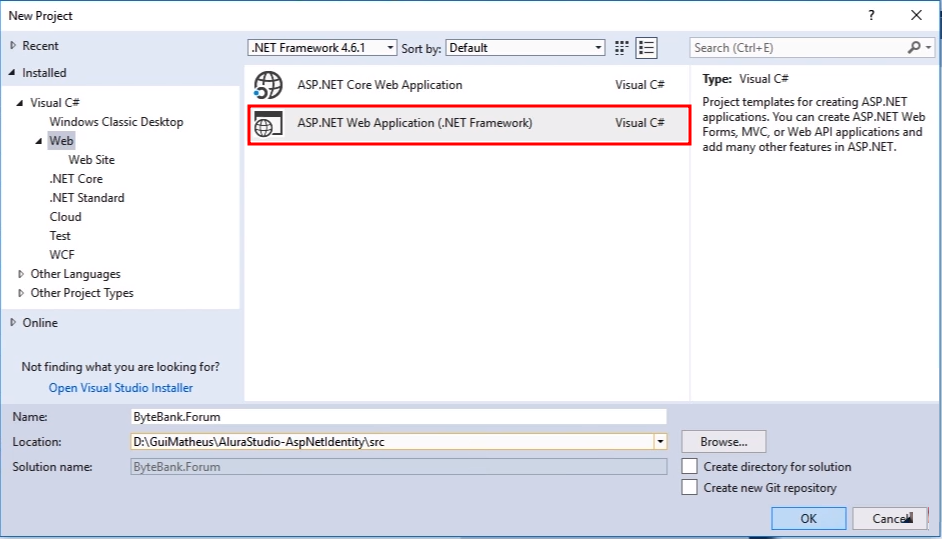 New Project
?
Recent
.NET Framework 4.6.1
Sort by:
Default
Search (Ctrl+E)
Installed
Visual C#
Windows Classic Desktop
Web
Web Site
.NET Core
.NET Standard
Cloud
Test
WCF
Other Languages
Other Project Types
Online
Not finding what you are looking for?
Open Visual Studio Installer
ASP.NET Core Web Application
Visual C#
ASP.NET Web Application (.NET Framework)
Visual C#
Type: Visual C#
Project templates for creating ASP.NET
applications. You can create ASP.NET Web
Forms, MVC, or Web API applications and
add many other features in ASP.NET.
Name:
ByteBank.Forum
Location:
D:\GuiMatheus\AluraStudio-AspNetIdentity\src
Browse...
Solution name:
ByteBank.Forum
Create directory for solution
Create new Git repository
OK
Cancel